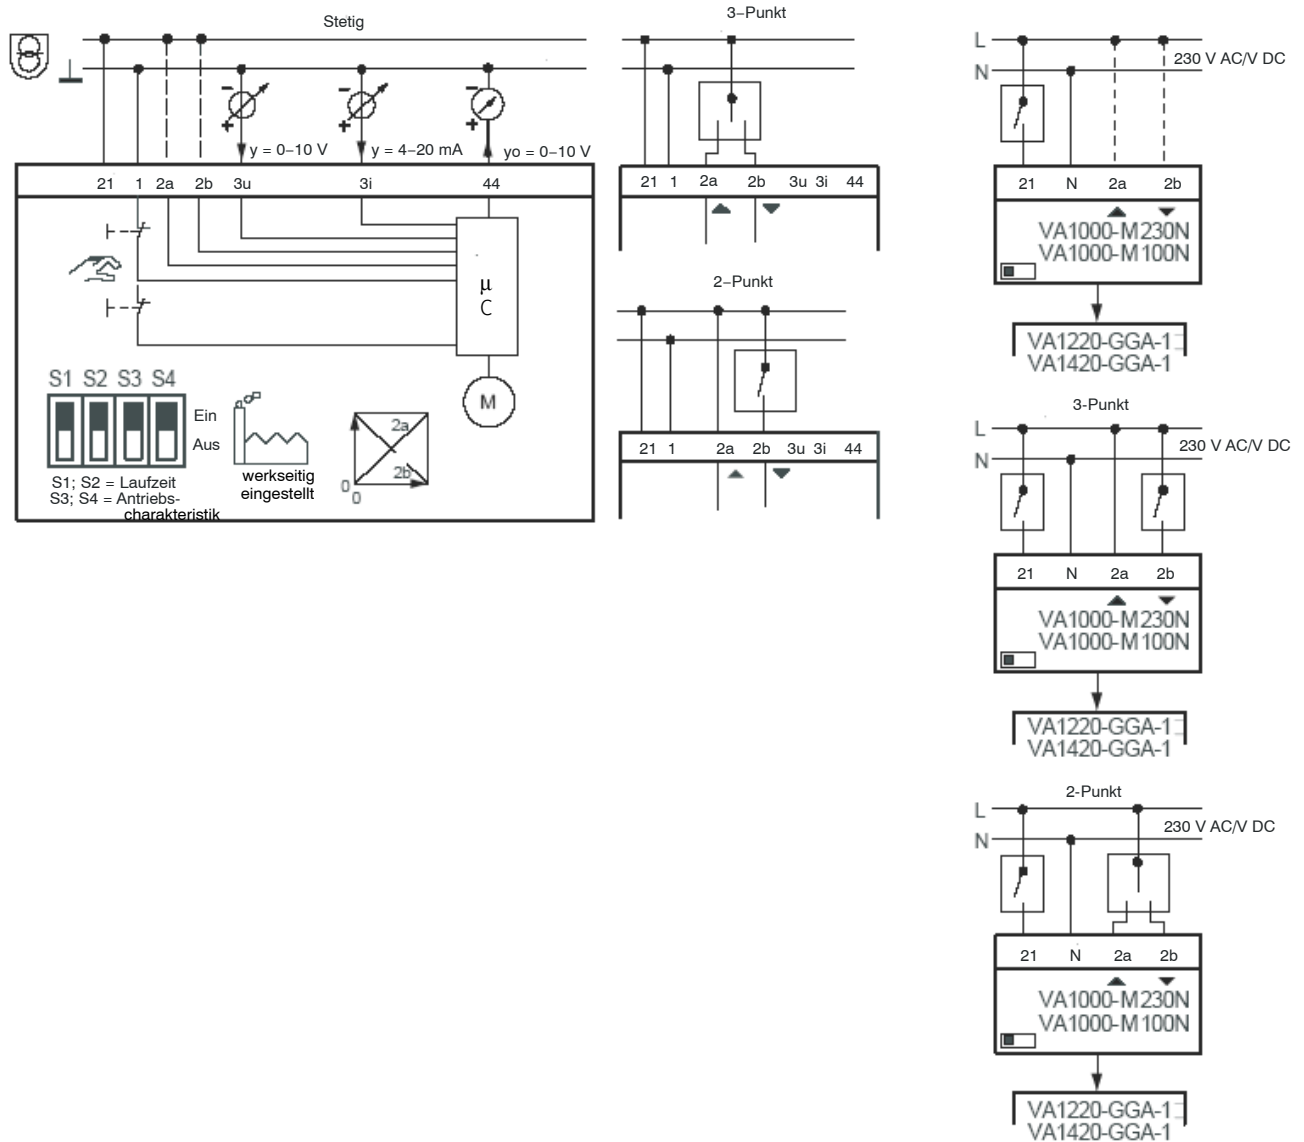 Stetig
y = 0–10 V
y = 4–20 mA
yo = 0–10 V
21 1 2a 2b 3u 3i 44
µ
C
M
S1 S2 S3 S4
Ein
Aus
S1; S2 = Laufzeit
S3; S4 = Antriebs-
charakteristik
werkseitig
eingestellt
2a
2b
0
0
3–Punkt
21 1 2a 2b 3u 3i 44
2–Punkt
21 1 2a 2b 3u 3i 44
L
N
230 V AC/V DC
21 N 2a 2b
VA1000-M230N
VA1000-M100N
VA1220-GGA-1
VA1420-GGA-1
3-Punkt
L
N
230 V AC/V DC
21 N 2a 2b
VA1000-M230N
VA1000-M100N
VA1220-GGA-1
VA1420-GGA-1
2-Punkt
L
N
230 V AC/V DC
21 N 2a 2b
VA1000-M230N
VA1000-M100N
VA1220-GGA-1
VA1420-GGA-1